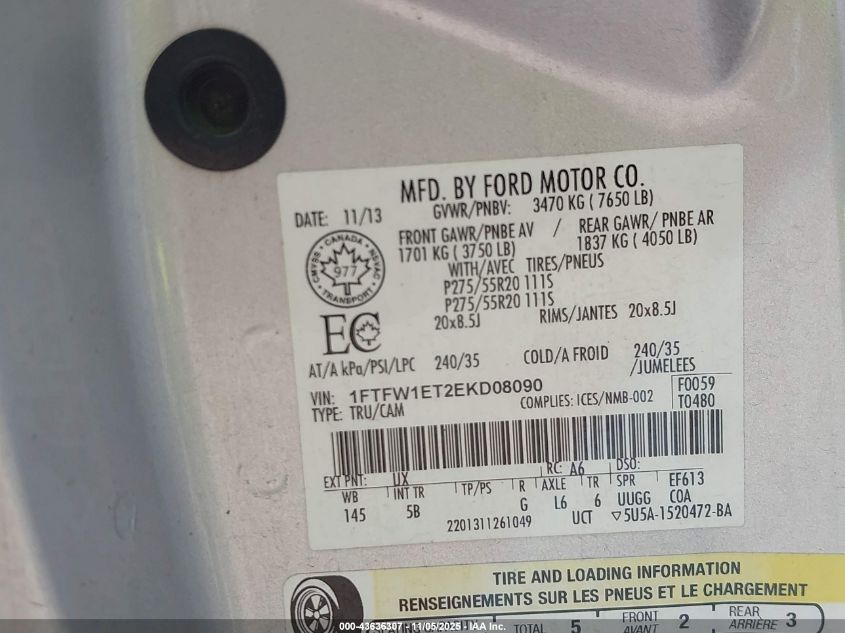 MFD. BY FORD MOTOR CO.
DATE: 11/13 GVWR/PNBV: 3470 KG ( 7650 LB)
FRONT GAWR/PNBE AV / REAR GAWR/ PNBE AR
1701 KG ( 3750 LB) 1837 KG ( 4050 LB)
WITH/AVEC TIRES/PNEUS
P275/55R20 111S
P275/55R20 111S
20x8.5J RIMS/JANTES 20x8.5J
CANADA
CMVSS NSVAC
977
TRANSPORT
EC
AT/A kPa/PSI/LPC 240/35 COLD/A FROID 240/35
/JUMELEES
VIN: 1FTFW1ET2EKD08090 F0059
TYPE: TRU/CAM COMPLIES: ICES/NMB-002 T0480
EXT PNT: UX RC: A6 DSO:
WB INT TR TP/PS R AXLE TR SPR EF613
145 5B G L6 6 UUGG COA
2201311261049 UCT ▽5U5A-1520472-BA
TIRE AND LOADING INFORMATION
RENSEIGNEMENTS SUR LES PNEUS ET LE CHARGEMENT
TOTAL 5 FRONT 2 REAR 3
AVANT ARRIÈRE
000-43636307 - 11/05/2025 - IAA Inc.